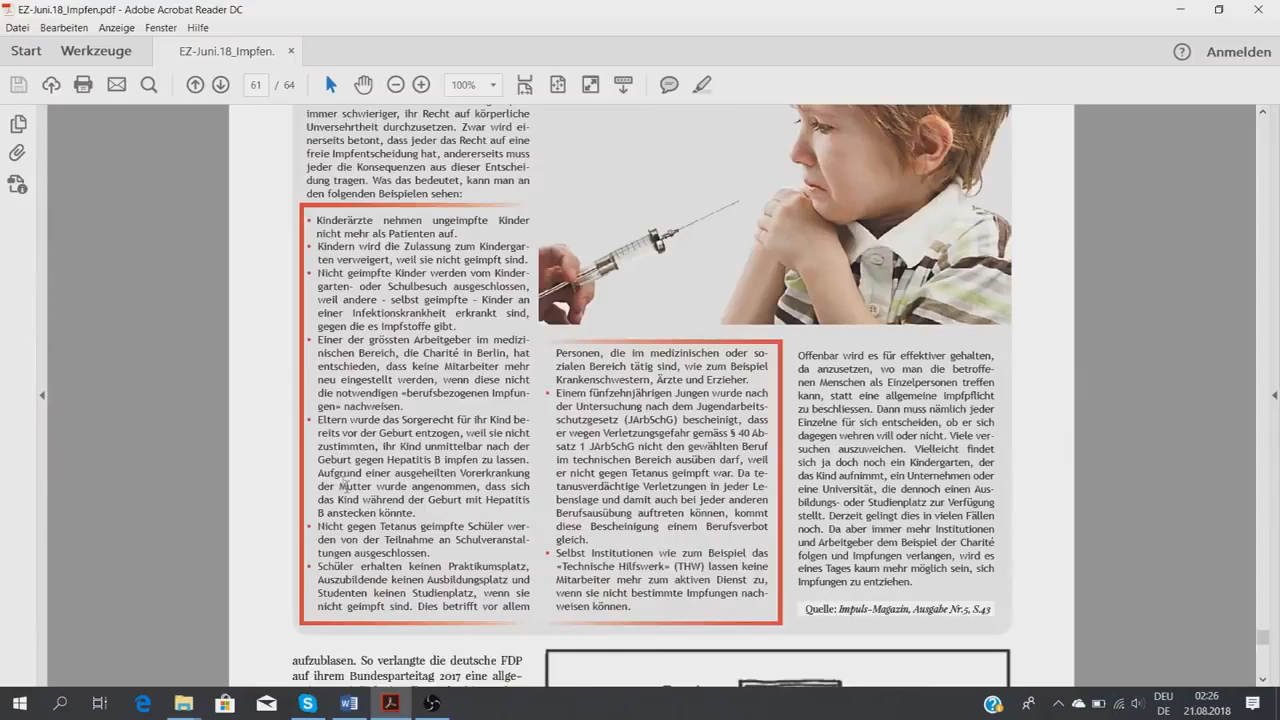 EZ-Juni.18_Impfen.pdf - Adobe Acrobat Reader DC
Datei Bearbeiten Anzeige Fenster Hilfe
Start Werkzeuge EZ-Juni.18_Impfen. ×
Anmelden
61 / 64
100%
immer schwieriger, ihr Recht auf körperliche
Unversehrtheit durchzusetzen. Zwar wird ei-
nerseits betont, dass jeder das Recht auf eine
freie Impfentscheidung hat, andererseits muss
jeder die Konsequenzen aus dieser Entschei-
dung tragen. Was das bedeutet, kann man an
den folgenden Beispielen sehen:
• Kinderärzte nehmen ungeimpfte Kinder
nicht mehr als Patienten auf.
• Kindern wird die Zulassung zum Kindergar-
ten verweigert, weil sie nicht geimpft sind.
• Nicht geimpfte Kinder werden vom Kinder-
garten- oder Schulbesuch ausgeschlossen,
weil andere - selbst geimpfte - Kinder an
einer Infektionskrankheit erkrankt sind,
gegen die es Impfstoffe gibt.
• Einer der grössten Arbeitgeber im medizi-
nischen Bereich, die Charité in Berlin, hat
entschieden, dass keine Mitarbeiter mehr
neu eingestellt werden, wenn diese nicht
die notwendigen «berufsbezogenen Impfun-
gen» nachweisen.
• Eltern wurde das Sorgerecht für ihr Kind be-
reits vor der Geburt entzogen, weil sie nicht
zustimmten, ihr Kind unmittelbar nach der
Geburt gegen Hepatitis B impfen zu lassen.
Aufgrund einer ausgeheilten Vorerkrankung
der Mutter wurde angenommen, dass sich
das Kind während der Geburt mit Hepatitis
B anstecken könnte.
• Nicht gegen Tetanus geimpfte Schüler wer-
den von der Teilnahme an Schulveranstal-
tungen ausgeschlossen.
• Schüler erhalten keinen Praktikumsplatz,
Auszubildende keinen Ausbildungsplatz und
Studenten keinen Studienplatz, wenn sie
nicht geimpft sind. Dies betrifft vor allem
Personen, die im medizinischen oder so-
zialen Bereich tätig sind, wie zum Beispiel
Krankenschwestern, Ärzte und Erzieher.
• Einem fünfzehnjährigen Jungen wurde nach
der Untersuchung nach dem Jugendarbeits-
schutzgesetz (JArbSchG) bescheinigt, dass
er wegen Verletzungsgefahr gemäss § 40 Ab-
satz 1 JArbSchG nicht den gewählten Beruf
im technischen Bereich ausüben darf, weil
er nicht gegen Tetanus geimpft war. Da te-
tanusverdächtige Verletzungen in jeder Le-
benslage und damit auch bei jeder anderen
Berufsausübung auftreten können, kommt
diese Bescheinigung einem Berufsverbot
gleich.
• Selbst Institutionen wie zum Beispiel das
«Technische Hilfswerk» (THW) lassen keine
Mitarbeiter mehr zum aktiven Dienst zu,
wenn sie nicht bestimmte Impfungen nach-
weisen können.
Offenbar wird es für effektiver gehalten,
da anzusetzen, wo man die betroffe-
nen Menschen als Einzelpersonen treffen
kann, statt eine allgemeine Impfpflicht
zu beschliessen. Dann muss nämlich jeder
Einzelne für sich entscheiden, ob er sich
dagegen wehren will oder nicht. Viele ver-
suchen auszuweichen. Vielleicht findet
sich ja doch noch ein Kindergarten, der
das Kind aufnimmt, ein Unternehmen oder
eine Universität, die dennoch einen Aus-
bildungs- oder Studienplatz zur Verfügung
stellt. Derzeit gelingt dies in vielen Fällen
noch. Da aber immer mehr Institutionen
und Arbeitgeber dem Beispiel der Charité
folgen und Impfungen verlangen, wird es
eines Tages kaum mehr möglich sein, sich
Impfungen zu entziehen.
Quelle: Impuls-Magazin, Ausgabe Nr.5, S.43
aufzublasen. So verlangte die deutsche FDP
auf ihrem Bundesparteitag 2017 eine allge-
DEU 02:26
DE 21.08.2018